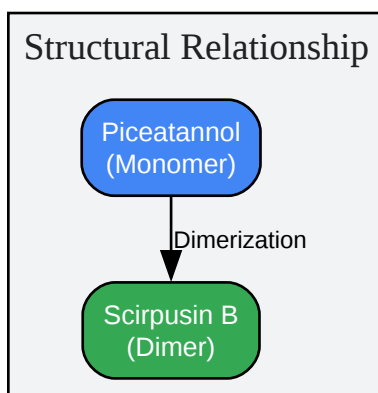 Structural Relationship
Piceatannol
(Monomer)
Dimerization
Scirpusin B
(Dimer)